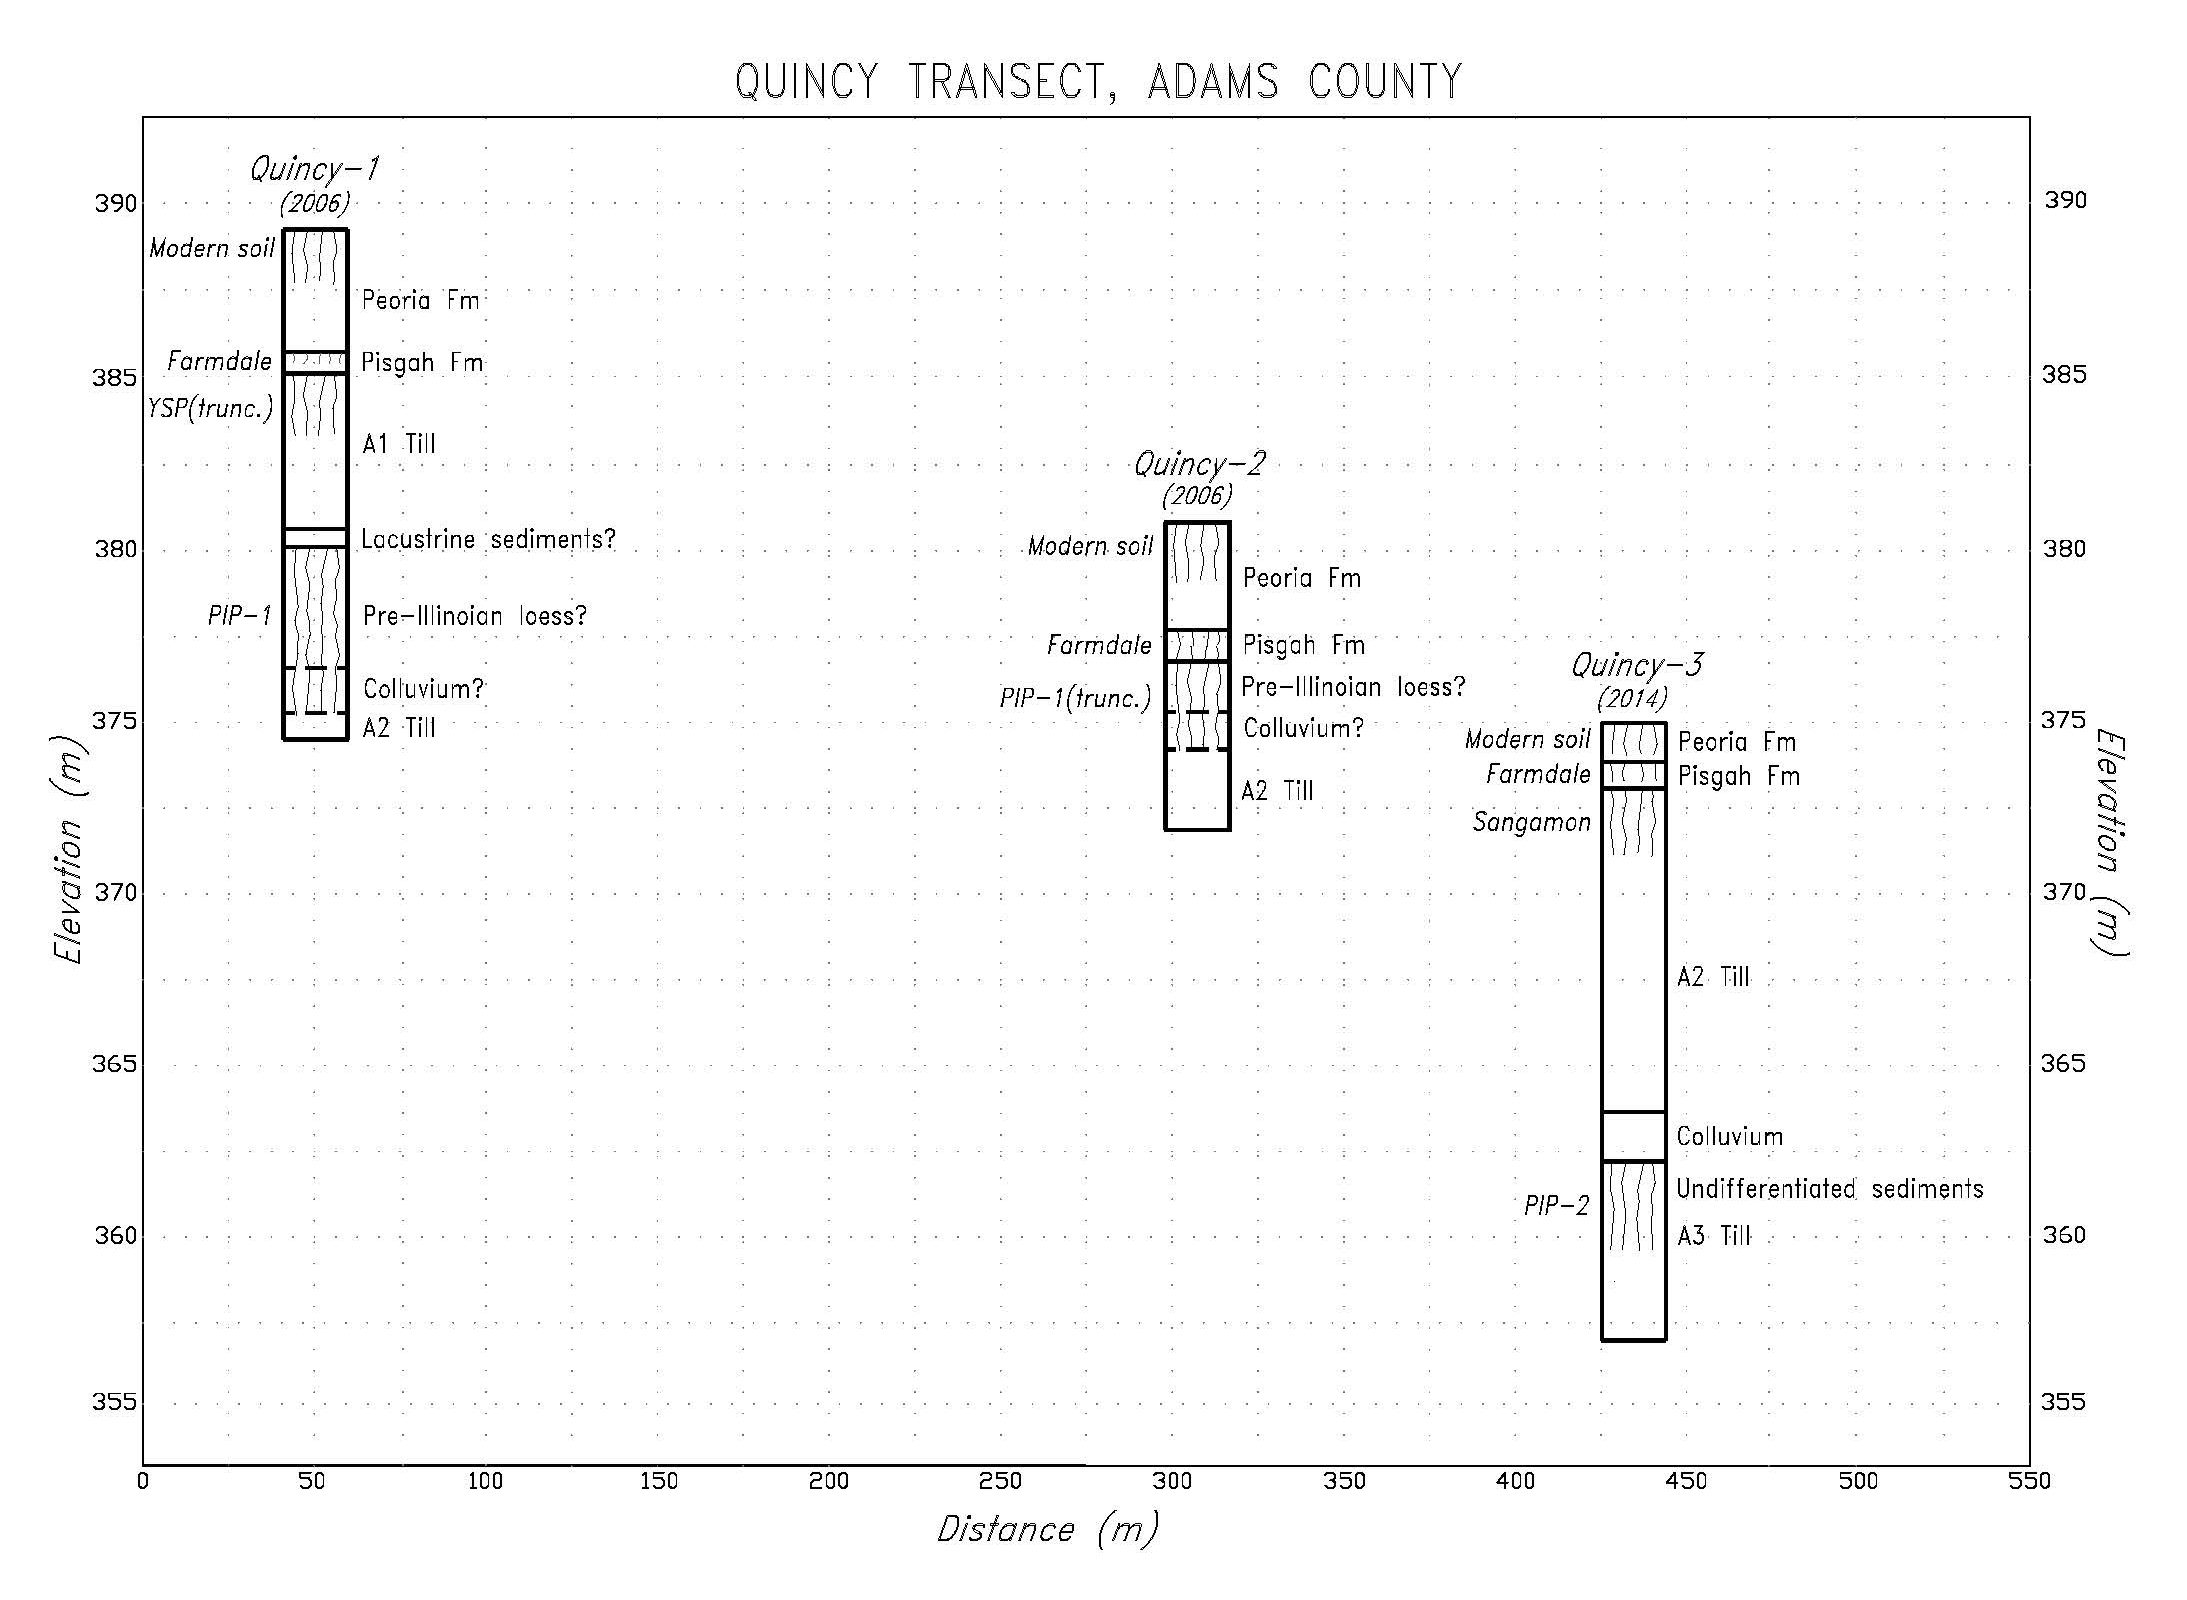 QUINCY TRANSECT, ADAMS COUNTY
Quincy-1
(2006)
390
390
Modern soil
Peoria Fm
Farmdale
Pisgah Fm
385
385
YSP(trunc.)
A1 Till
Quincy-2
(2006)
Lacustrine sediments?
380
380
Modern soil
Peoria Fm
PIP-1
Pre-Illinoian loess?
Farmdale
Pisgah Fm
Quincy-3
(2014)
Colluvium?
PIP-1(trunc.)
Pre-Illinoian loess?
375
375
A2 Till
Colluvium?
Modern soil
Peoria Fm
Farmdale
Pisgah Fm
A2 Till
Sangamon
Elevation (m)
Elevation (m)
370
370
A2 Till
365
365
Colluvium
Undifferentiated sediments
PIP-2
360
A3 Till
360
355
355
0 50 100 150 200 250 300 350 400 450 500 550
Distance (m)